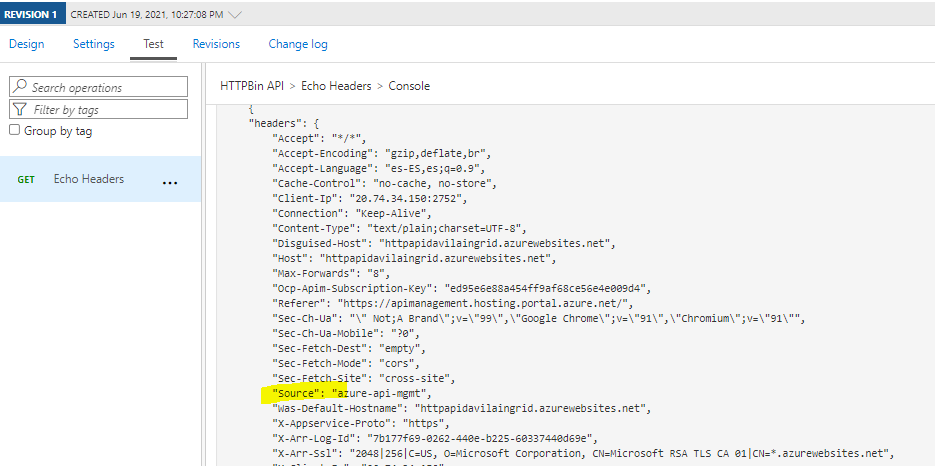 REVISION 1 CREATED Jun 19, 2021, 10:27:08 PM
Design Settings Test Revisions Change log
Search operations
Filter by tags
Group by tag
GET Echo Headers ...
HTTPBin API > Echo Headers > Console
{
"headers": {
"Accept": "*/*",
"Accept-Encoding": "gzip,deflate,br",
"Accept-Language": "es-ES,es;q=0.9",
"Cache-Control": "no-cache, no-store",
"Client-Ip": "20.74.34.150:2752",
"Connection": "Keep-Alive",
"Content-Type": "text/plain;charset=UTF-8",
"Disguised-Host": "httpapidavilaingrid.azurewebsites.net",
"Host": "httpapidavilaingrid.azurewebsites.net",
"Max-Forwards": "8",
"Ocp-Apim-Subscription-Key": "ed95e6e88a454ff9af68ce56e4e009d4",
"Referer": "https://apimanagement.hosting.portal.azure.net/",
"Sec-Ch-Ua": "\" Not;A Brand\";v=\"99\",\"Google Chrome\";v=\"91\",\"Chromium\";v=\"91\"",
"Sec-Ch-Ua-Mobile": "?0",
"Sec-Fetch-Dest": "empty",
"Sec-Fetch-Mode": "cors",
"Sec-Fetch-Site": "cross-site",
"Source": "azure-api-mgmt",
"Was-Default-Hostname": "httpapidavilaingrid.azurewebsites.net",
"X-Appservice-Proto": "https",
"X-Arr-Log-Id": "7b177f69-0262-440e-b225-60337440d69e",
"X-Arr-Ssl": "2048|256|C=US, O=Microsoft Corporation, CN=Microsoft RSA TLS CA 01|CN=*.azurewebsites.net",